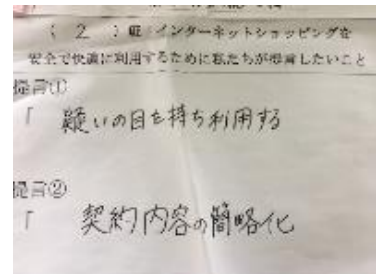 ( 2 )班：インターネットショッピングを
安全で快適に利用するために私たちが提言したいこと
提言①
「 疑いの目を持ち利用する
提言②
「 契約内容の簡略化